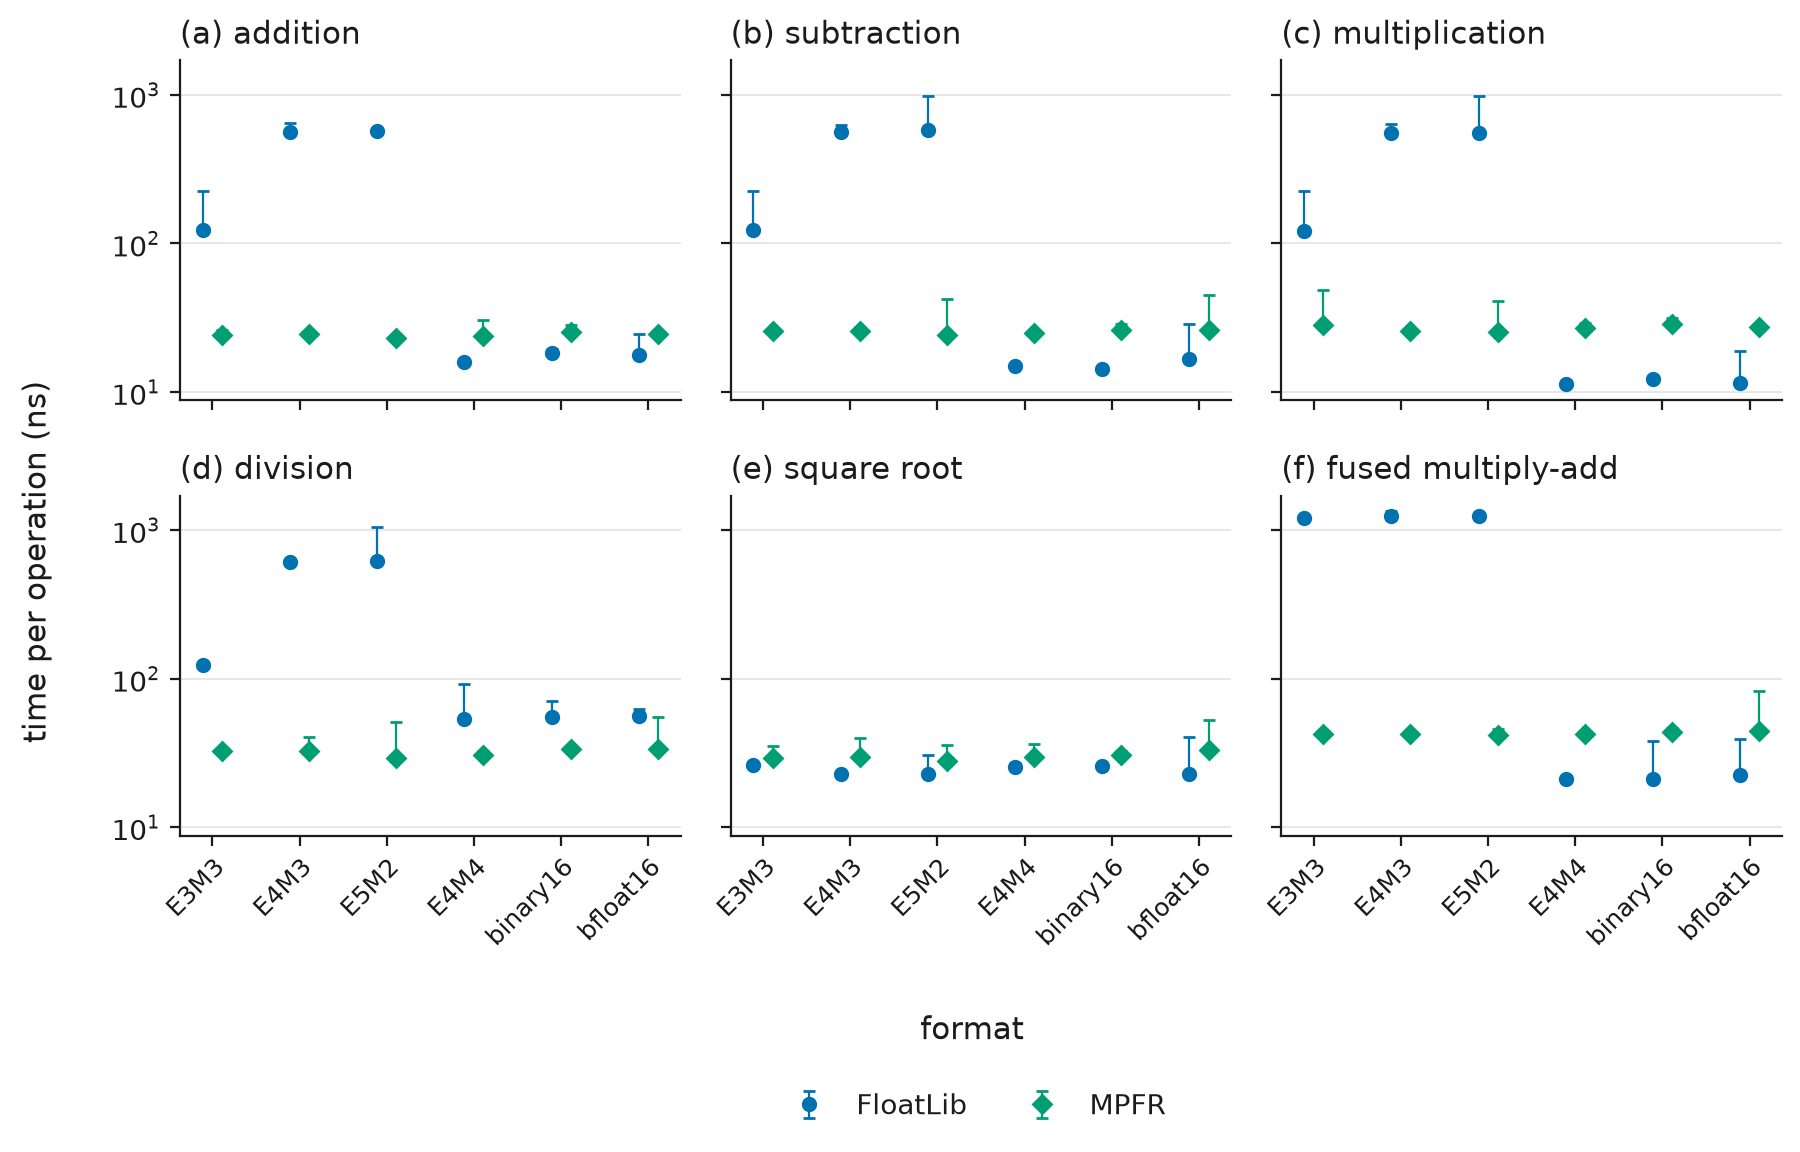 (a) addition
(b) subtraction
(c) multiplication
10³
10²
10¹
(d) division
(e) square root
(f) fused multiply-add
10³
10²
10¹
time per operation (ns)
E3M3 E4M3 E5M2 E4M4 binary16 bfloat16
E3M3 E4M3 E5M2 E4M4 binary16 bfloat16
E3M3 E4M3 E5M2 E4M4 binary16 bfloat16
format
FloatLib MPFR